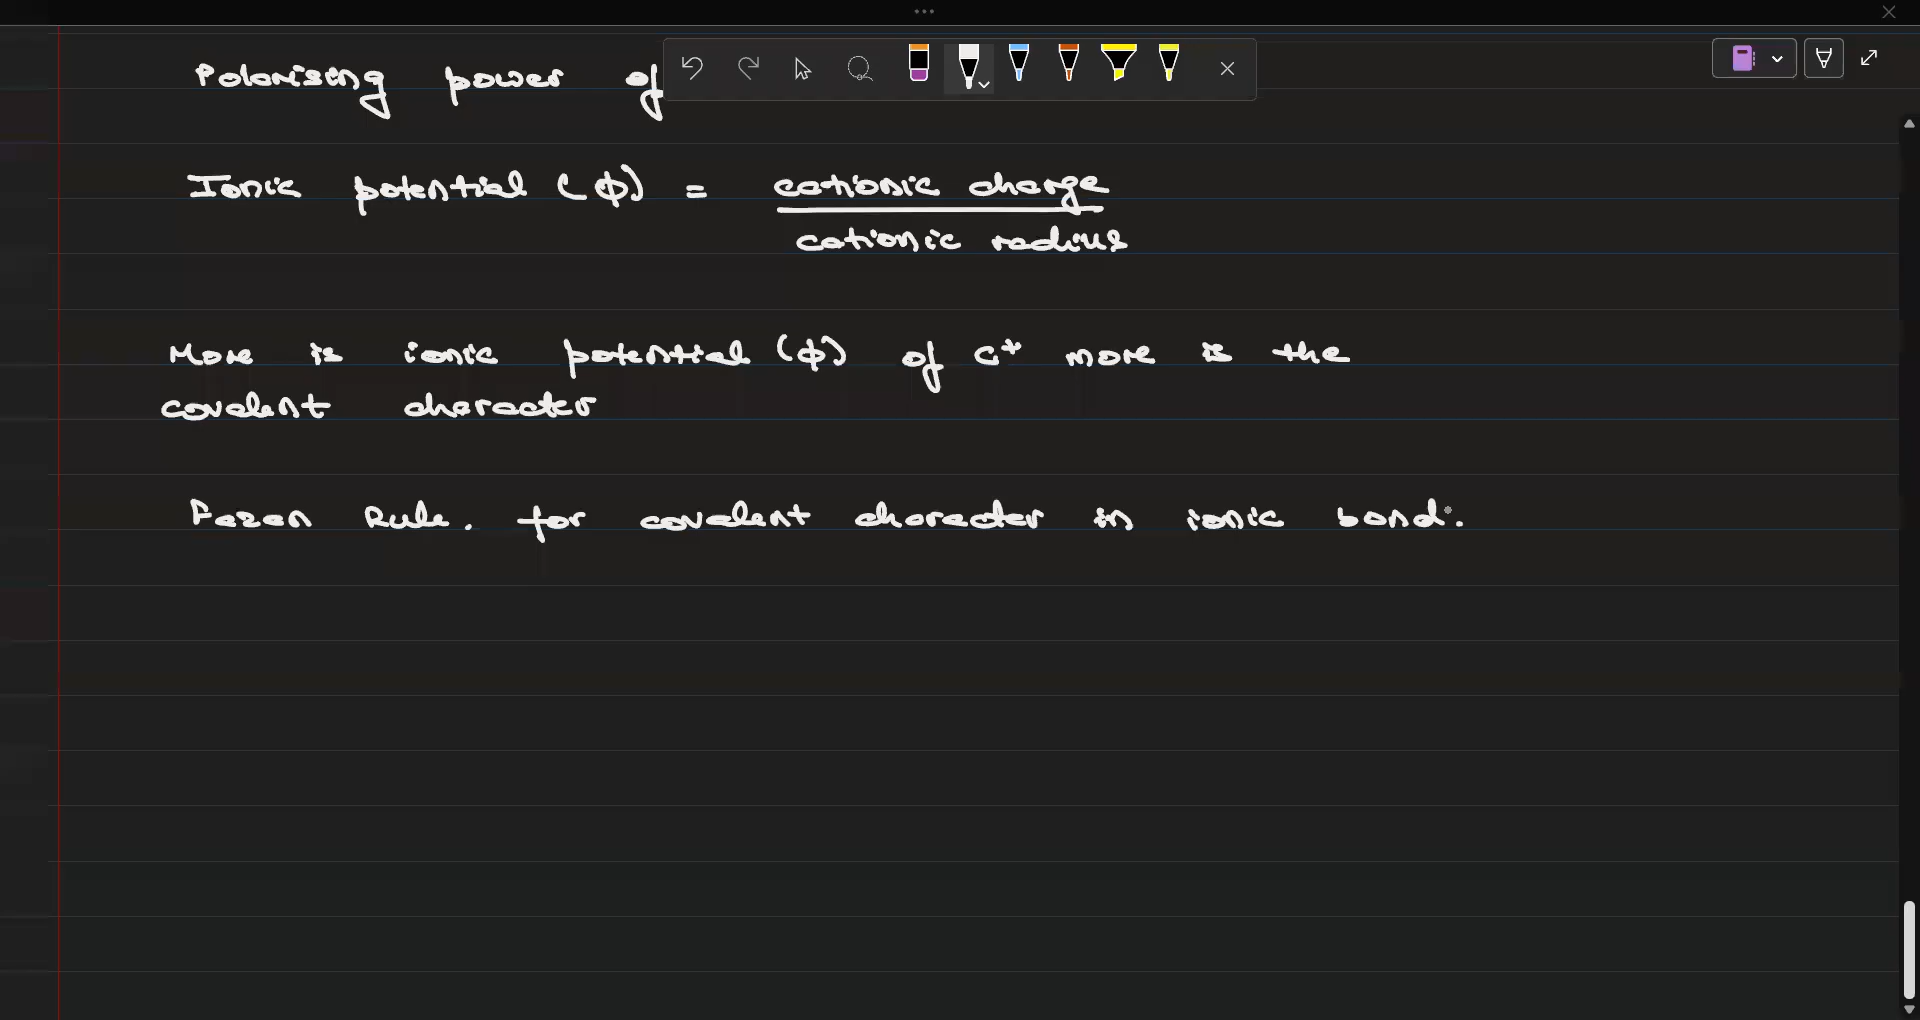 Polarising power of
Ionic potential (ϕ) = cationic charge
cationic radius
More is ionic potential (ϕ) of C+ more is the
covalent character
Fazan Rule. for covalent character in ionic bond.